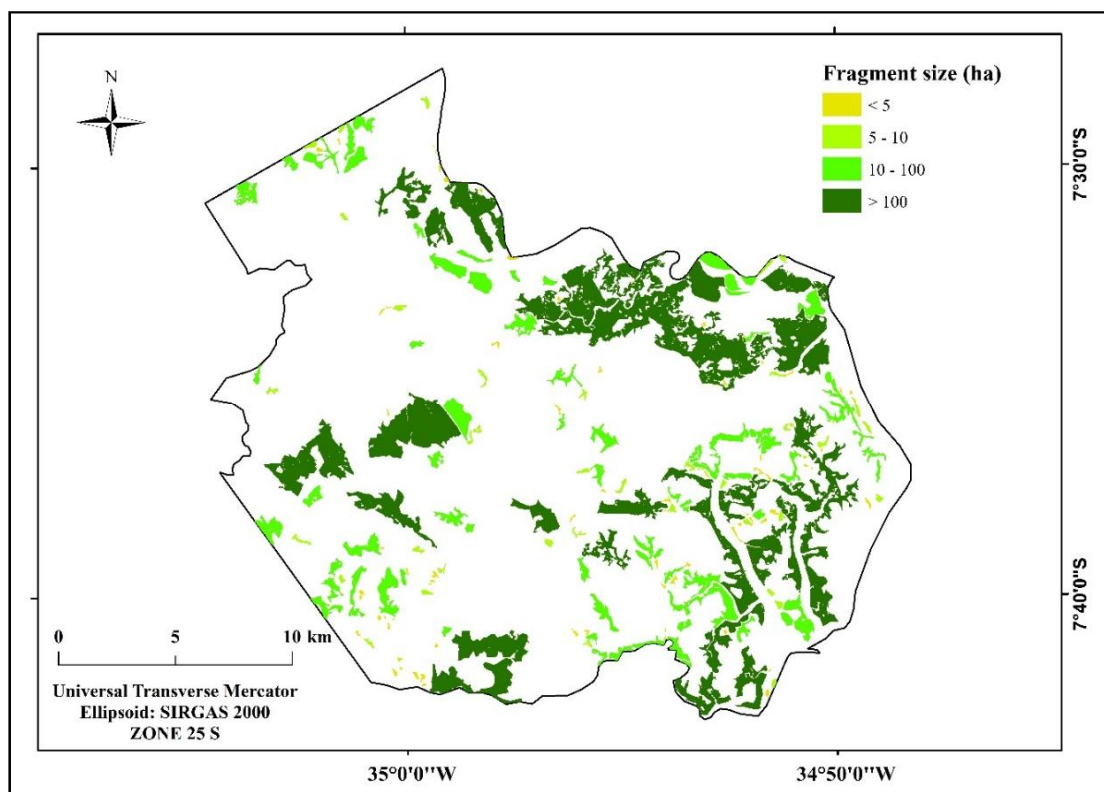 N
Fragment size (ha)
< 5
5 - 10
10 - 100
> 100
7°30'0"S
7°40'0"S
0 5 10 km
Universal Transverse Mercator
Ellipsoid: SIRGAS 2000
ZONE 25 S
35°0'0"W
34°50'0"W